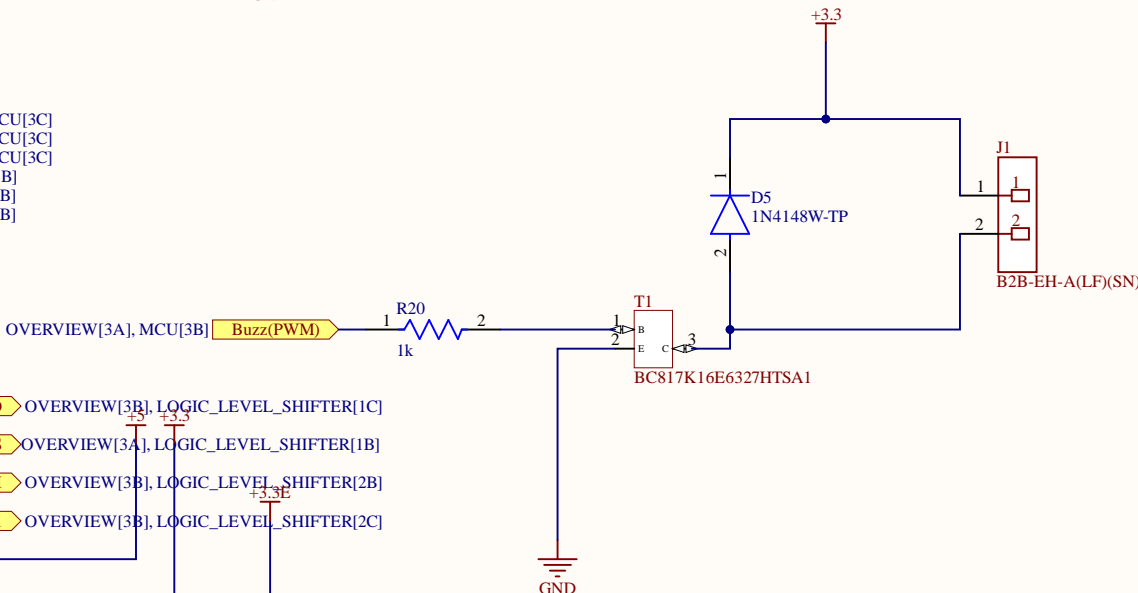 +3.3
CU[3C]
CU[3C]
CU[3C]
B]
B]
B]
J1
1
1
2
2
B2B-EH-A(LF)(SN)
1
D5
1N4148W-TP
2
OVERVIEW[3A], MCU[3B]
Buzz(PWM)
1
R20
2
1k
T1
1
B
2
E
C
3
BC817K16E6327HTSA1
OVERVIEW[3B], LOGIC_LEVEL_SHIFTER[1C]
+5
+3.3
OVERVIEW[3A], LOGIC_LEVEL_SHIFTER[1B]
OVERVIEW[3B], LOGIC_LEVEL_SHIFTER[2B]
+3.3E
OVERVIEW[3B], LOGIC_LEVEL_SHIFTER[2C]
GND